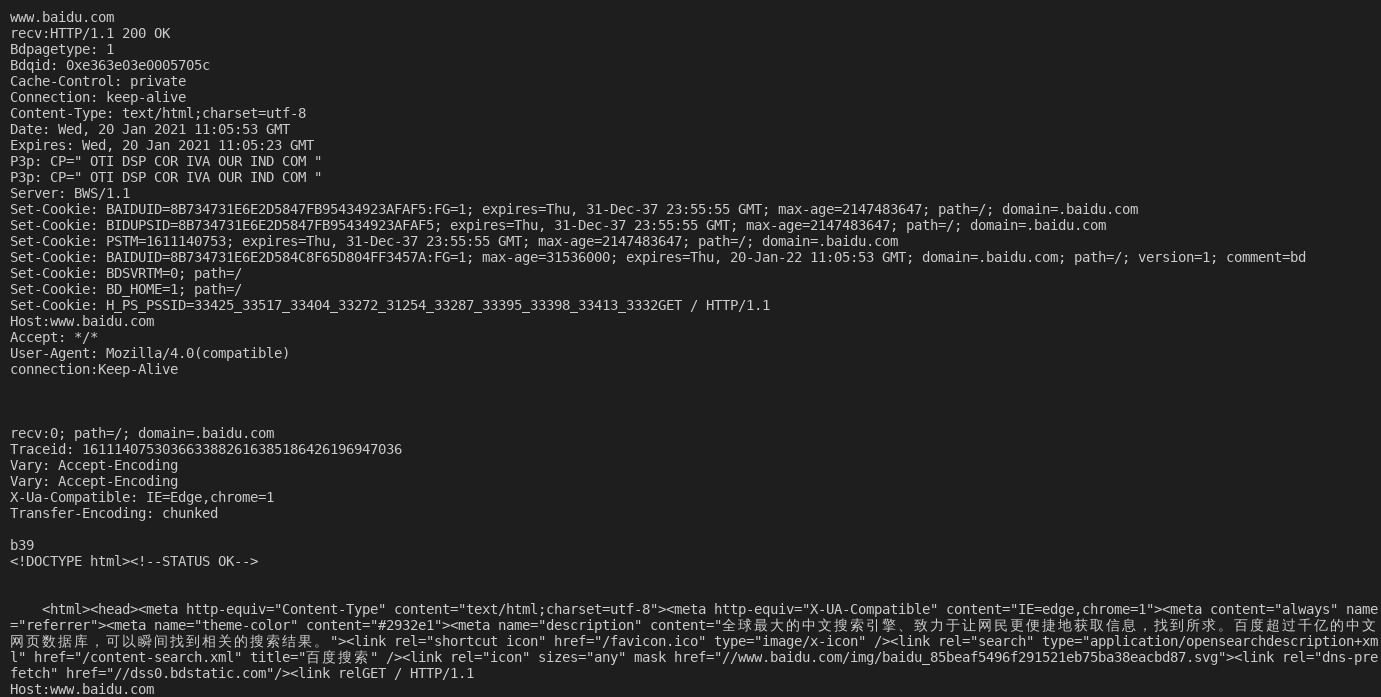 www.baidu.com
recv:HTTP/1.1 200 OK
Bdpagetype: 1
Bdqid: 0xe363e03e0005705c
Cache-Control: private
Connection: keep-alive
Content-Type: text/html;charset=utf-8
Date: Wed, 20 Jan 2021 11:05:53 GMT
Expires: Wed, 20 Jan 2021 11:05:23 GMT
P3p: CP=" OTI DSP COR IVA OUR IND COM "
P3p: CP=" OTI DSP COR IVA OUR IND COM "
Server: BWS/1.1
Set-Cookie: BAIDUID=8B734731E6E2D5847FB95434923AFAF5:FG=1; expires=Thu, 31-Dec-37 23:55:55 GMT; max-age=2147483647; path=/; domain=.baidu.com
Set-Cookie: BIDUPSID=8B734731E6E2D5847FB95434923AFAF5; expires=Thu, 31-Dec-37 23:55:55 GMT; max-age=2147483647; path=/; domain=.baidu.com
Set-Cookie: PSTM=1611140753; expires=Thu, 31-Dec-37 23:55:55 GMT; max-age=2147483647; path=/; domain=.baidu.com
Set-Cookie: BAIDUID=8B734731E6E2D584C8F65D804FF3457A:FG=1; max-age=31536000; expires=Thu, 20-Jan-22 11:05:53 GMT; domain=.baidu.com; path=/; version=1; comment=bd
Set-Cookie: BDSVRTM=0; path=/
Set-Cookie: BD_HOME=1; path=/
Set-Cookie: H_PS_PSSID=33425_33517_33404_33272_31254_33287_33395_33398_33413_3332GET / HTTP/1.1
Host:www.baidu.com
Accept: */*
User-Agent: Mozilla/4.0(compatible)
connection:Keep-Alive
recv:0; path=/; domain=.baidu.com
Traceid: 1611140753036633882616385186426196947036
Vary: Accept-Encoding
Vary: Accept-Encoding
X-Ua-Compatible: IE=Edge,chrome=1
Transfer-Encoding: chunked
b39
<!DOCTYPE html><!--STATUS OK-->
<html><head><meta http-equiv="Content-Type" content="text/html;charset=utf-8"><meta http-equiv="X-UA-Compatible" content="IE=edge,chrome=1"><meta content="always" name
="referrer"><meta name="theme-color" content="#2932e1"><meta name="description" content="全球最大的中文搜索引擎、致力于让网民更便捷地获取信息，找到所求。百度超过千亿的中文
网页数据库，可以瞬间找到相关的搜索结果。"><link rel="shortcut icon" href="/favicon.ico" type="image/x-icon" /><link rel="search" type="application/opensearchdescription+xm
l" href="/content-search.xml" title="百度搜索" /><link rel="icon" sizes="any" mask href="//www.baidu.com/img/baidu_85beaf5496f291521eb75ba38eacbd87.svg"><link rel="dns-pre
fetch" href="//dss0.bdstatic.com"/><link relGET / HTTP/1.1
Host:www.baidu.com